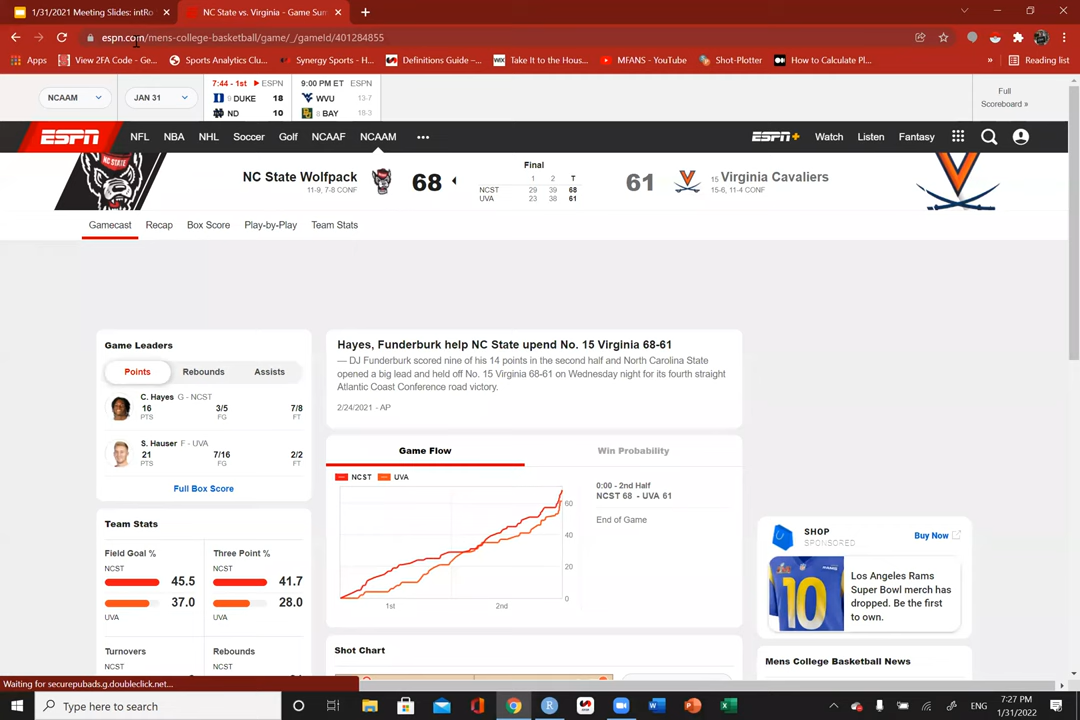 1/31/2021 Meeting Slides: intRo
NC State vs. Virginia - Game Sum
espn.com/mens-college-basketball/game/_/gameId/401284855
Apps
View 2FA Code - Ge...
Sports Analytics Clu...
Synergy Sports - H...
Definitions Guide –...
WIX
Take It to the Hous...
MFANS - YouTube
Shot-Plotter
How to Calculate Pl...
»
Reading list
NCAAM
JAN 31
7:44 - 1st
ESPN
9 DUKE 18
ND 10
9:00 PM ET ESPN
WVU 13-7
8 BAY 18-3
Full
Scoreboard »
ESPN
NFL
NBA
NHL
Soccer
Golf
NCAAF
NCAAM
ESPN+
Watch
Listen
Fantasy
NC STATE
NC State Wolfpack
11-9, 7-8 CONF
68
Final
1 2 T
NCST 29 39 68
UVA 23 38 61
61
15 Virginia Cavaliers
15-6, 11-4 CONF
Gamecast
Recap
Box Score
Play-by-Play
Team Stats
Game Leaders
Points
Rebounds
Assists
C. Hayes G - NCST
16 3/5 7/8
PTS FG FT
S. Hauser F - UVA
21 7/16 2/2
PTS FG FT
Full Box Score
Team Stats
Field Goal %
NCST
45.5
37.0
UVA
Three Point %
NCST
41.7
28.0
UVA
Turnovers
NCST
Rebounds
NCST
Hayes, Funderburk help NC State upend No. 15 Virginia 68-61
— DJ Funderburk scored nine of his 14 points in the second half and North Carolina State
opened a big lead and held off No. 15 Virginia 68-61 on Wednesday night for its fourth straight
Atlantic Coast Conference road victory.
2/24/2021 - AP
Game Flow
Win Probability
NCST UVA
60
40
20
0
1st 2nd
0:00 - 2nd Half
NCST 68 - UVA 61
End of Game
Shot Chart
SHOP
SPONSORED
Buy Now
10
Los Angeles Rams
Super Bowl merch has
dropped. Be the first
to own.
Mens College Basketball News
Waiting for securepubads.g.doubleclick.net...
Type here to search
ENG
7:27 PM
1/31/2022